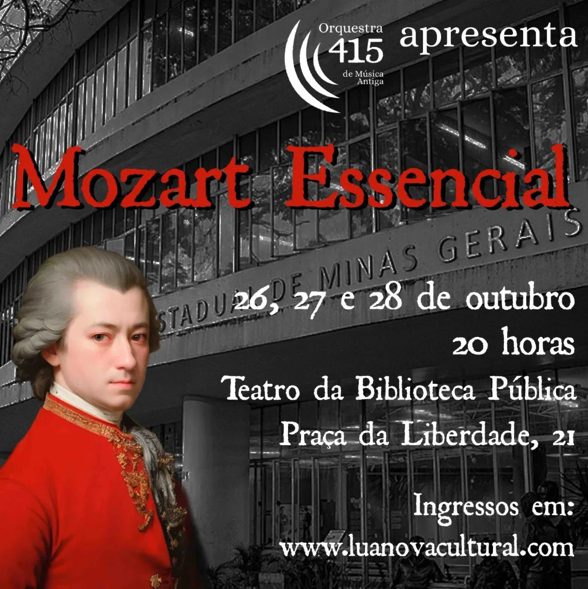 Orquestra
415
de Música
Antiga
apresenta
Mozart Essencial
ESTADUAL DE MINAS GERAIS
26, 27 e 28 de outubro
20 horas
Teatro da Biblioteca Pública
Praça da Liberdade, 21
Ingressos em:
www.luanovacultural.com